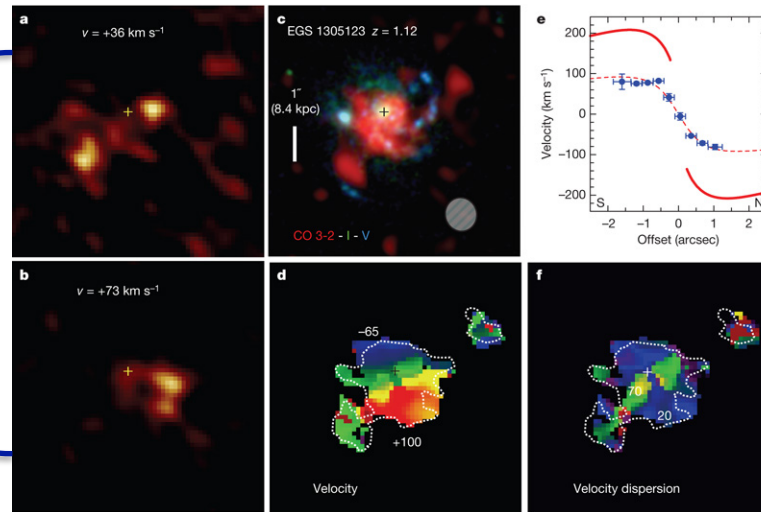 a
v = +36 km s⁻¹
b
v = +73 km s⁻¹
c
EGS 1305123 z = 1.12
1″
(8.4 kpc)
CO 3-2 - I - V
d
−65
+100
Velocity
e
Velocity (km s⁻¹)
200
100
0
−100
−200
S
N
−2 −1 0 1 2
Offset (arcsec)
f
70
20
Velocity dispersion